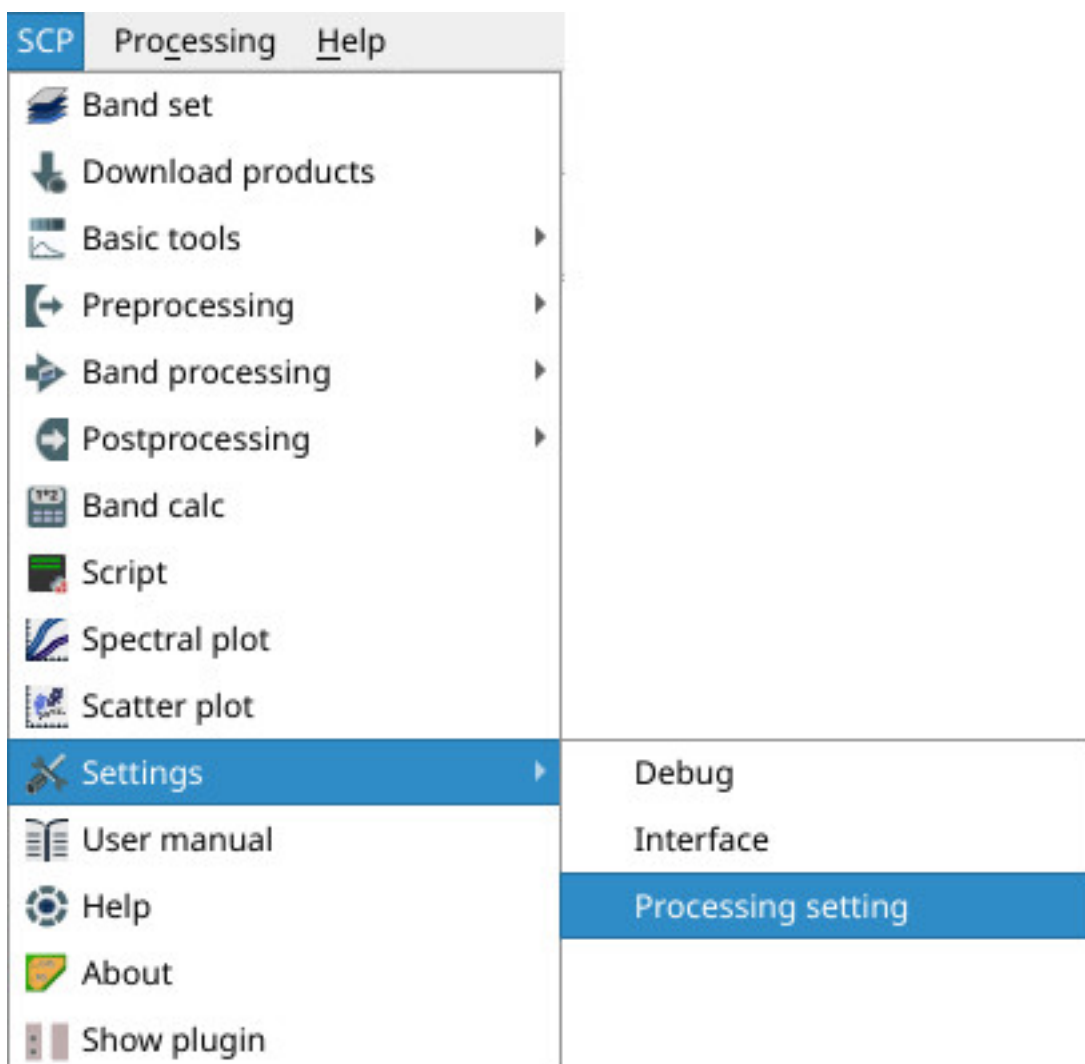 SCP Processing Help
Band set
Download products
Basic tools
Preprocessing
Band processing
Postprocessing
Band calc
Script
Spectral plot
Scatter plot
Settings
Debug
User manual
Interface
Help
Processing setting
About
Show plugin